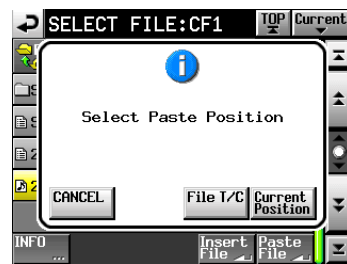 SELECT FILE:CF1 TOP Current
Select Paste Position
CANCEL File T/C Current
Position
INFO ... Insert
File Paste
File